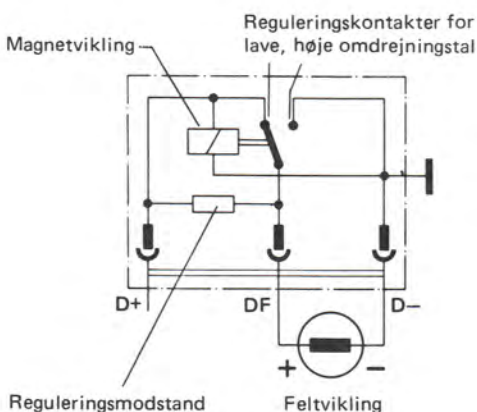 Reguleringskontakter for
lave, høje omdrejningstal
Magnetvikling
D+
DF
D−
+
−
Reguleringsmodstand
Feltvikling